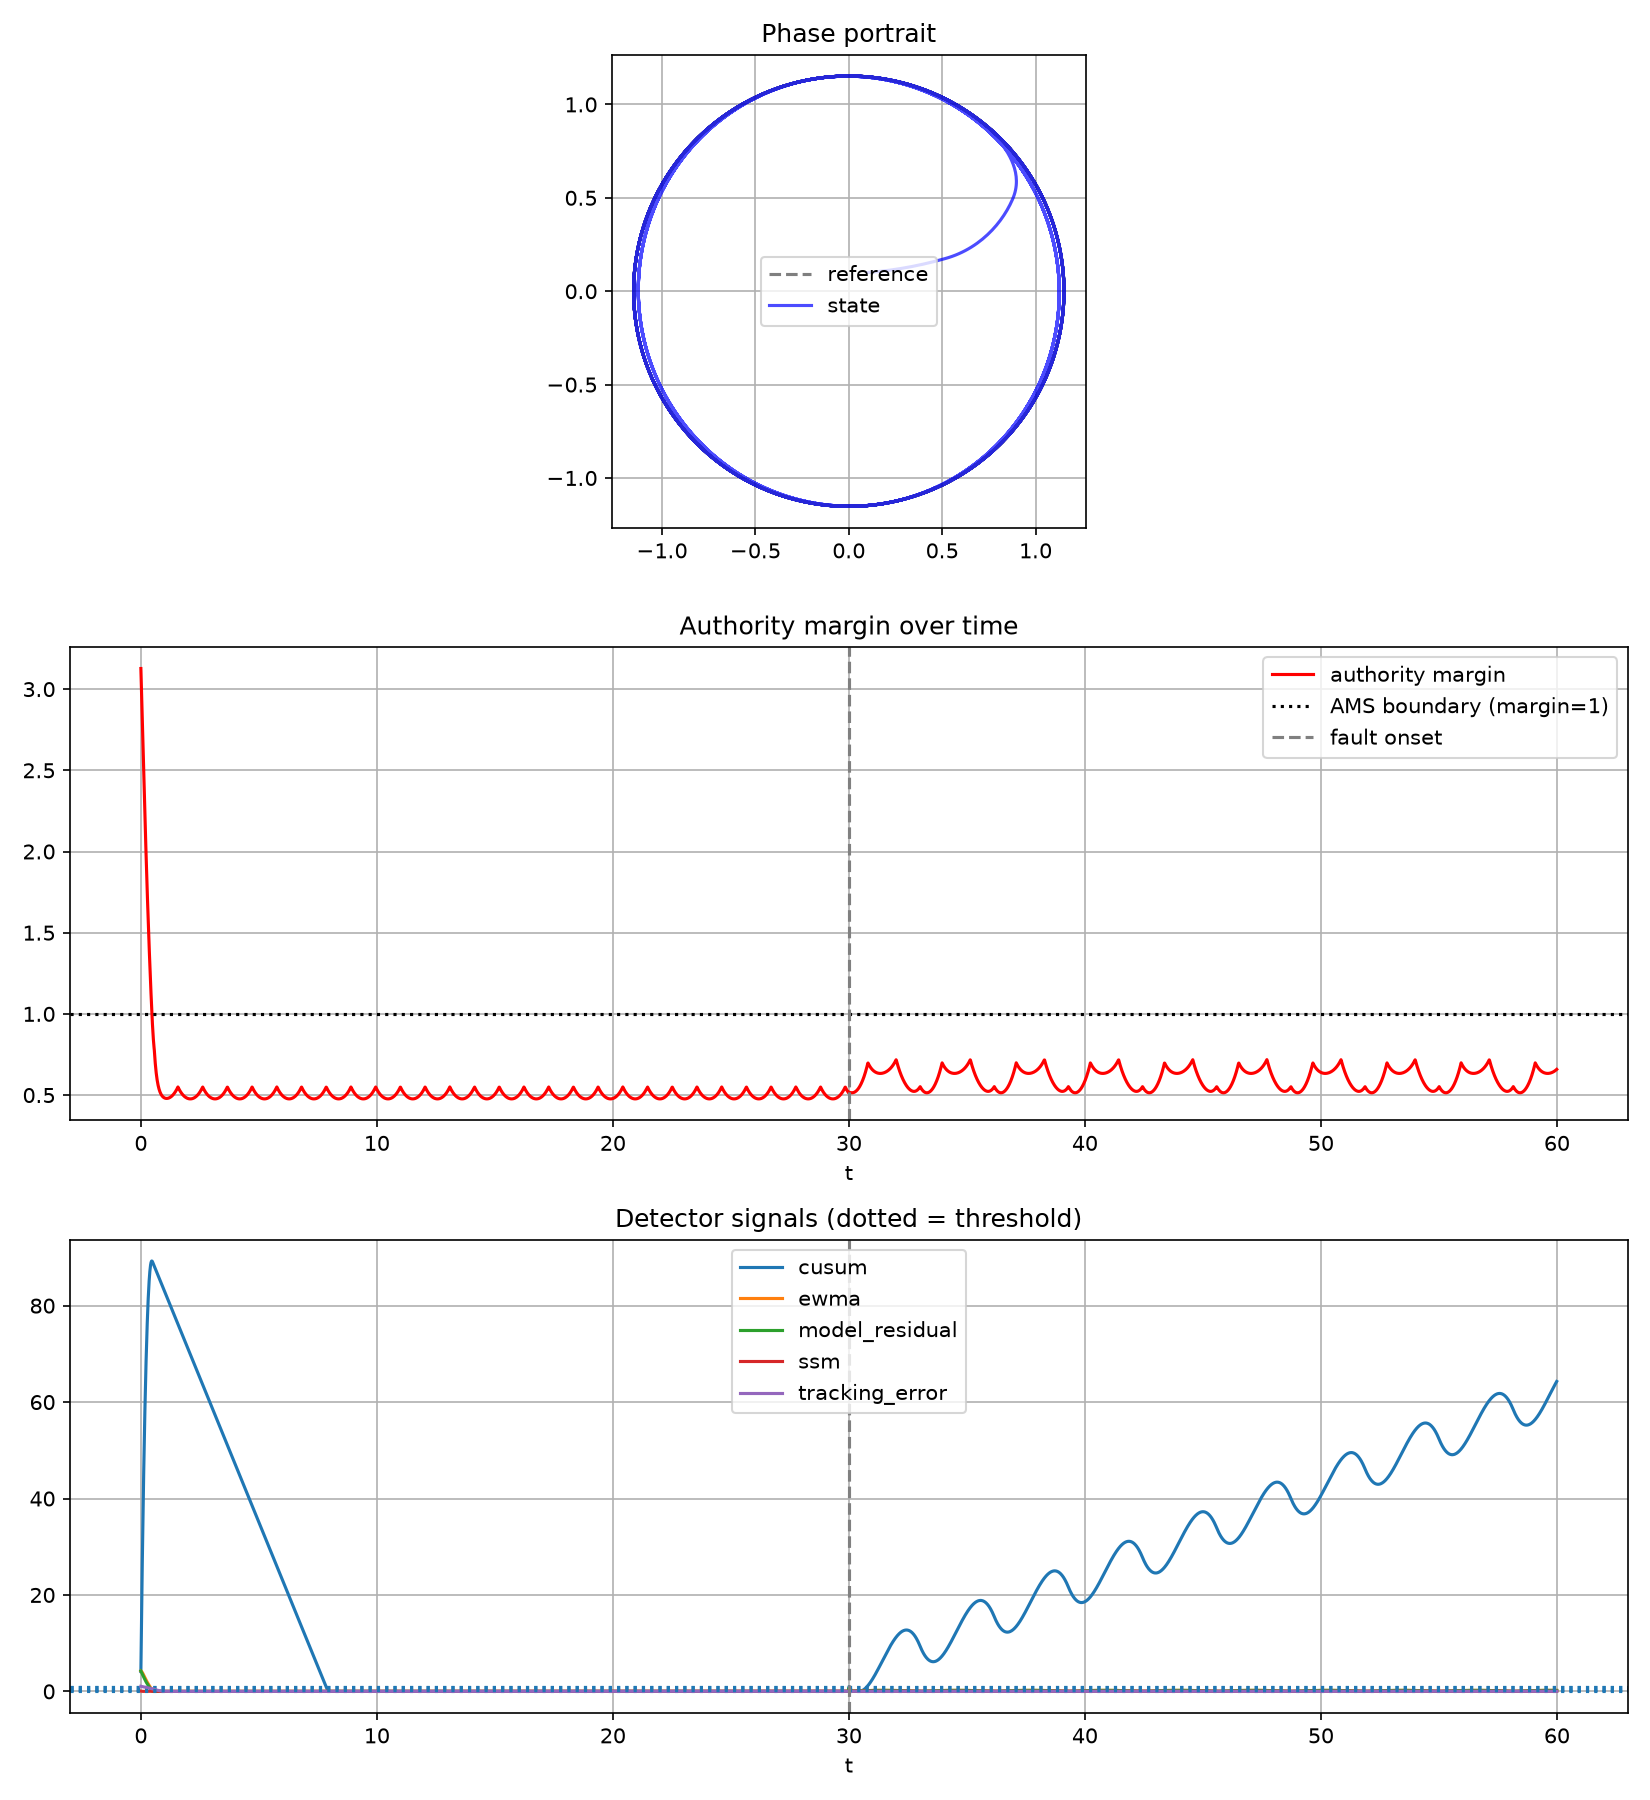 Phase portrait
1.0
0.5
0.0
−0.5
−1.0
reference
state
−1.0 −0.5 0.0 0.5 1.0
Authority margin over time
3.0
2.5
2.0
1.5
1.0
0.5
authority margin
AMS boundary (margin=1)
fault onset
0 10 20 30 40 50 60
t
Detector signals (dotted = threshold)
80
60
40
20
0
cusum
ewma
model_residual
ssm
tracking_error
0 10 20 30 40 50 60
t